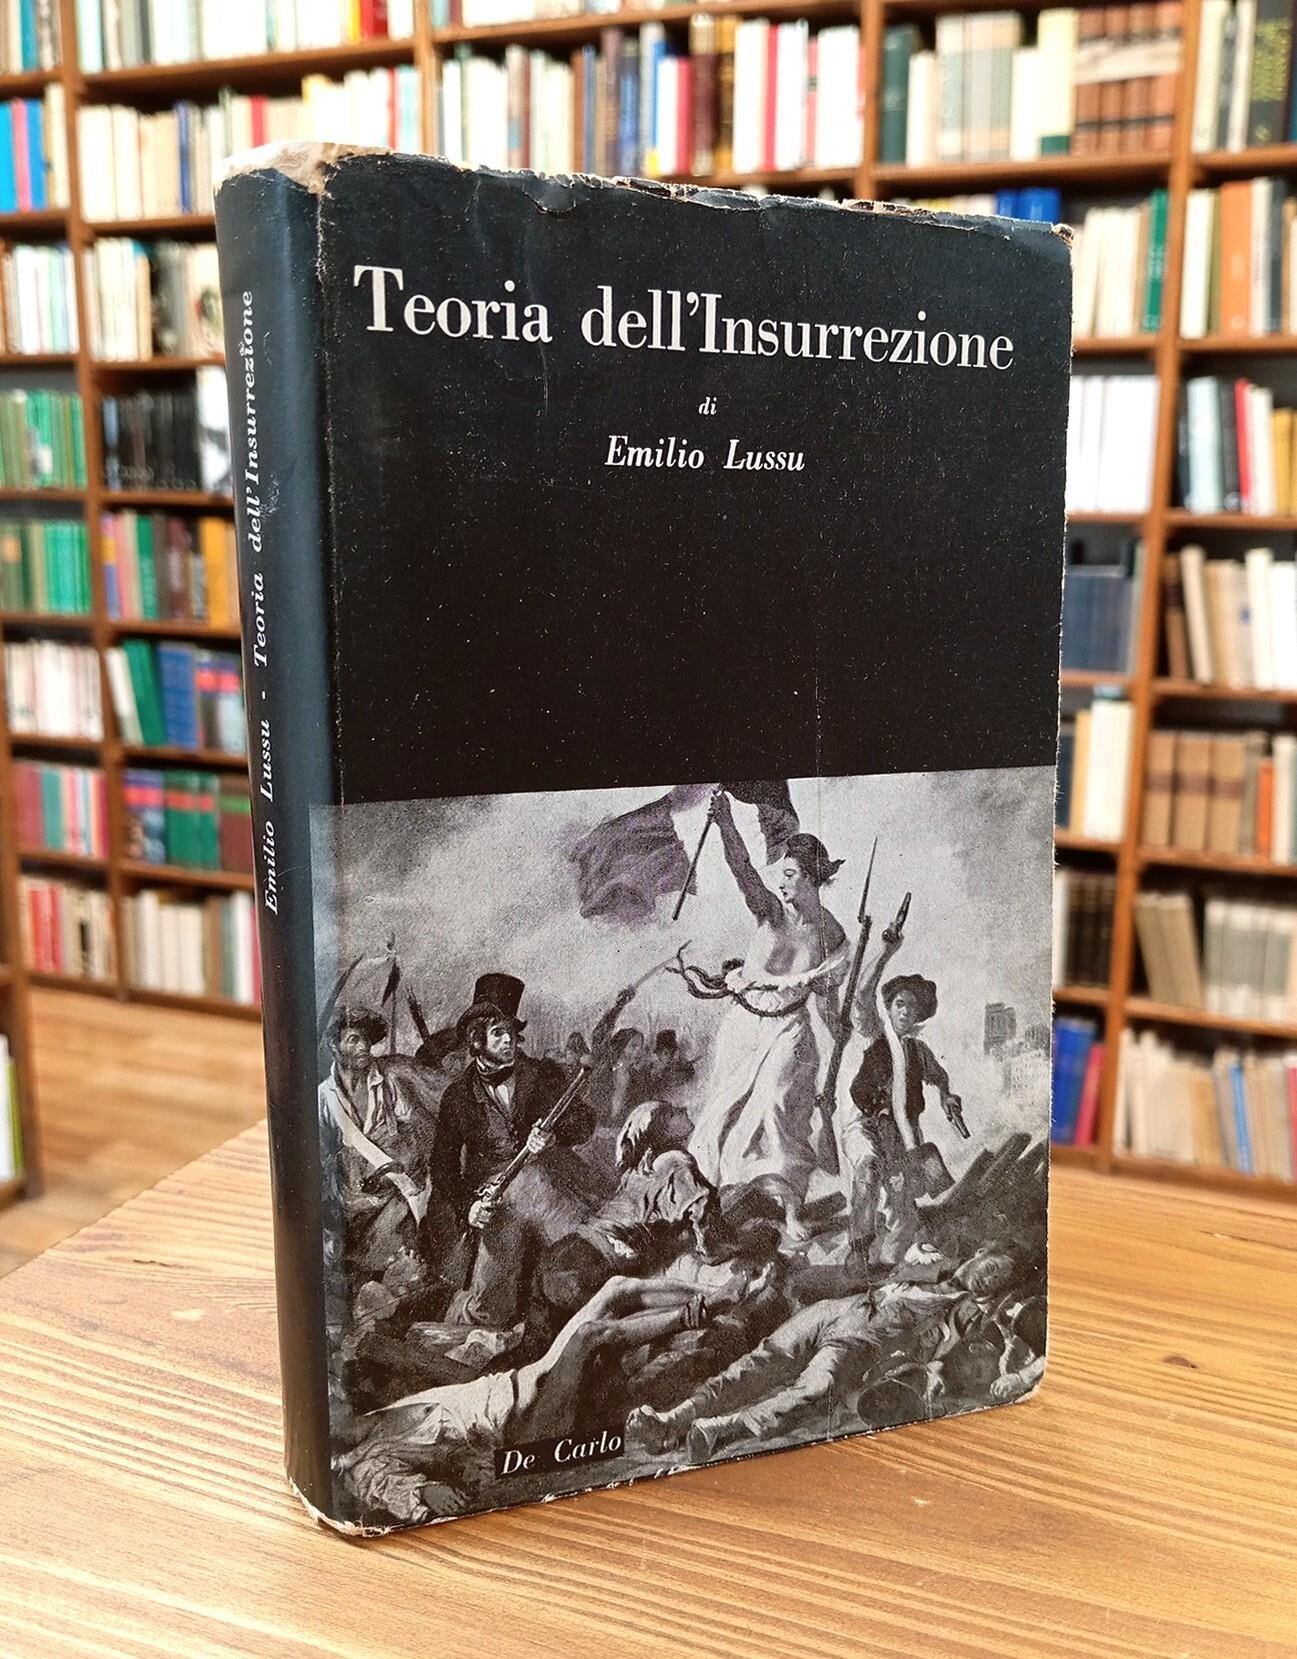 Teoria dell'Insurrezione
di
Emilio Lussu
De Carlo
Emilio Lussu - Teoria dell'Insurrezione